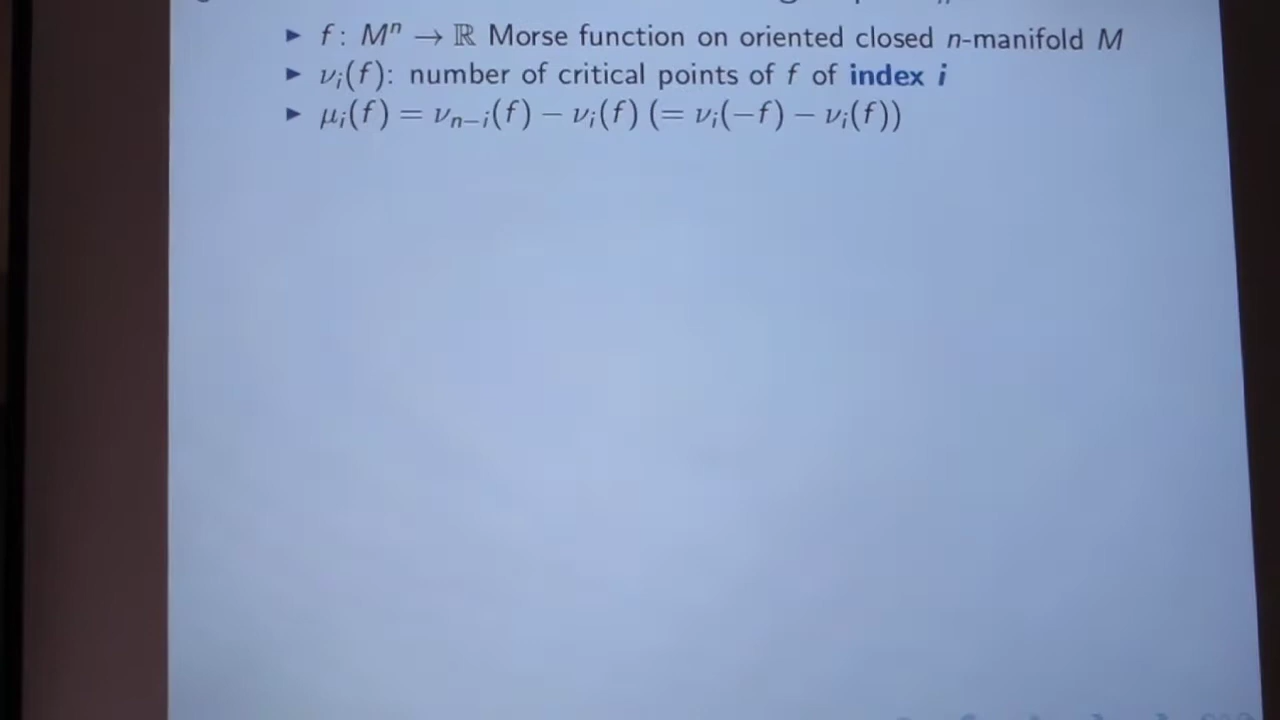 ► f : Mⁿ → ℝ Morse function on oriented closed n-manifold M
► νᵢ(f): number of critical points of f of index i
► μᵢ(f) = νₙ₋ᵢ(f) − νᵢ(f) (= νᵢ(−f) − νᵢ(f))